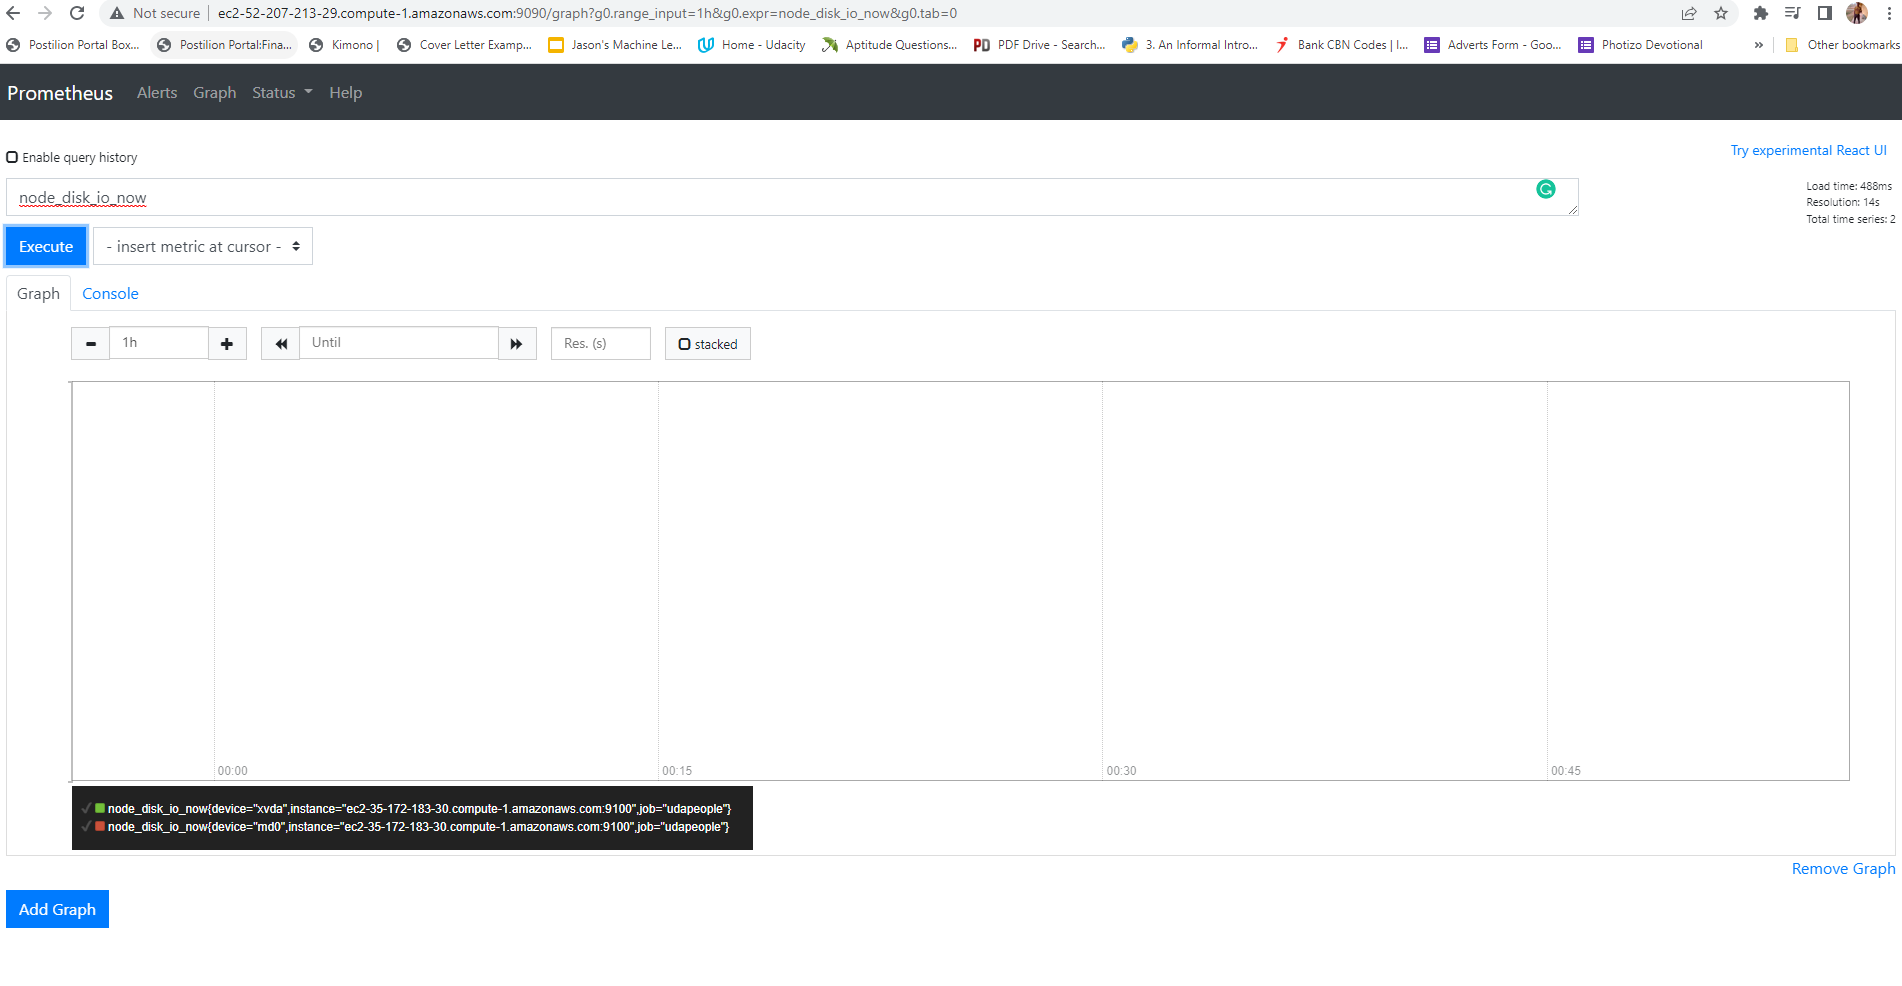 Not secure ec2-52-207-213-29.compute-1.amazonaws.com:9090/graph?g0.range_input=1h&g0.expr=node_disk_io_now&g0.tab=0
Postilion Portal Box... Postilion Portal:Fina... Kimono | Cover Letter Examp... Jason's Machine Le... Home - Udacity Aptitude Questions... PD PDF Drive - Search... 3. An Informal Intro... Bank CBN Codes | I... Adverts Form - Goo... Photizo Devotional » Other bookmarks
Prometheus Alerts Graph Status Help
Enable query history
Try experimental React UI
node_disk_io_now
Load time: 488ms
Resolution: 14s
Total time series: 2
Execute - insert metric at cursor -
Graph Console
1h Until Res. (s) stacked
00:00 00:15 00:30 00:45
node_disk_io_now{device="xvda",instance="ec2-35-172-183-30.compute-1.amazonaws.com:9100",job="udapeople"}
node_disk_io_now{device="md0",instance="ec2-35-172-183-30.compute-1.amazonaws.com:9100",job="udapeople"}
Remove Graph
Add Graph